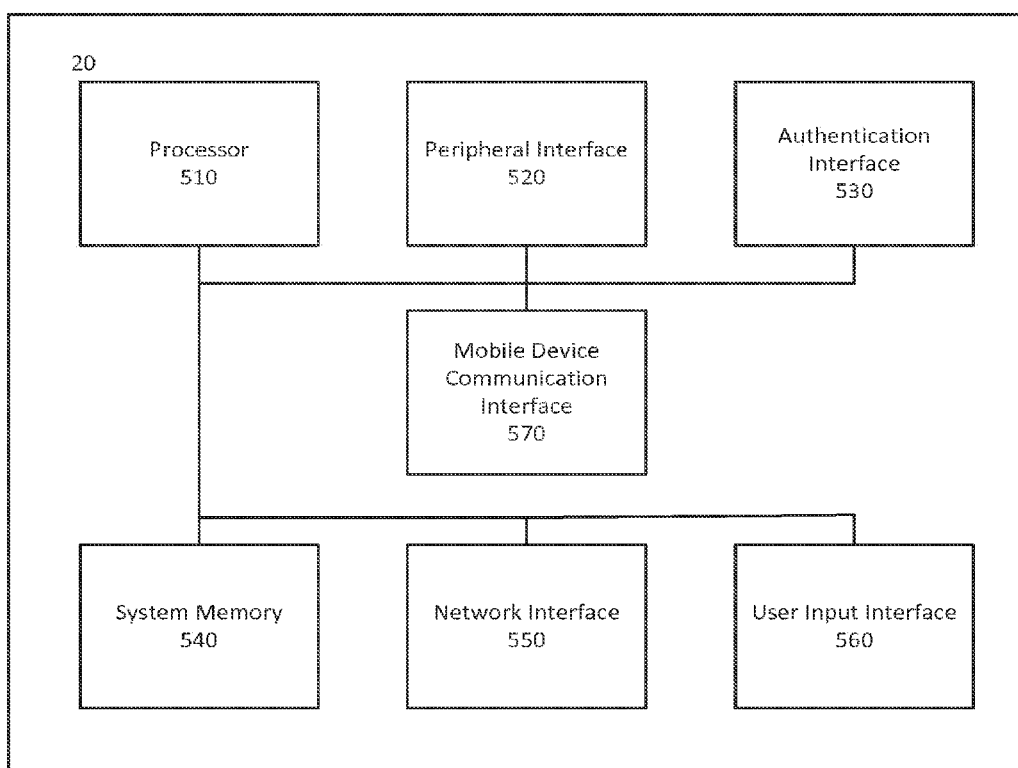 20
Processor
510
Peripheral Interface
520
Authentication
Interface
530
Mobile Device
Communication
Interface
570
System Memory
540
Network Interface
550
User Input Interface
560